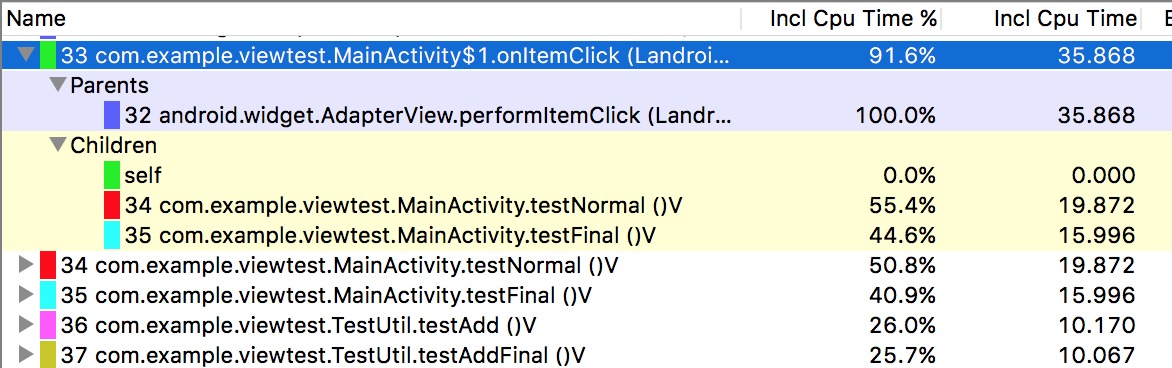 Name Incl Cpu Time % Incl Cpu Time
33 com.example.viewtest.MainActivity$1.onItemClick (Landroi... 91.6% 35.868
Parents
32 android.widget.AdapterView.performItemClick (Landr... 100.0% 35.868
Children
self 0.0% 0.000
34 com.example.viewtest.MainActivity.testNormal ()V 55.4% 19.872
35 com.example.viewtest.MainActivity.testFinal ()V 44.6% 15.996
34 com.example.viewtest.MainActivity.testNormal ()V 50.8% 19.872
35 com.example.viewtest.MainActivity.testFinal ()V 40.9% 15.996
36 com.example.viewtest.TestUtil.testAdd ()V 26.0% 10.170
37 com.example.viewtest.TestUtil.testAddFinal ()V 25.7% 10.067